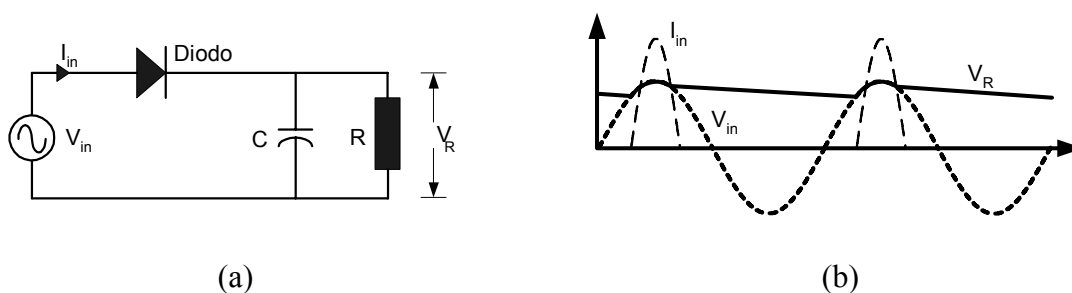 I_in
Diodo
V_in
C
R
V_R
(a)
I_in
V_R
V_in
(b)